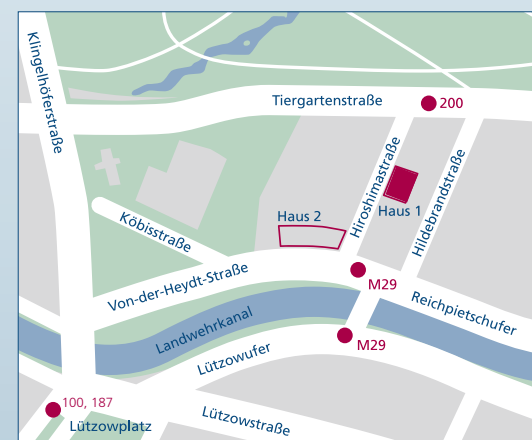 Klingelhöferstraße
Tiergartenstraße
200
Hiroshimastraße
Hildebrandstraße
Haus 1
Haus 2
Köbisstraße
Von-der-Heydt-Straße
M29
Reichpietschufer
Landwehrkanal
Lützowufer
M29
100, 187
Lützowplatz
Lützowstraße